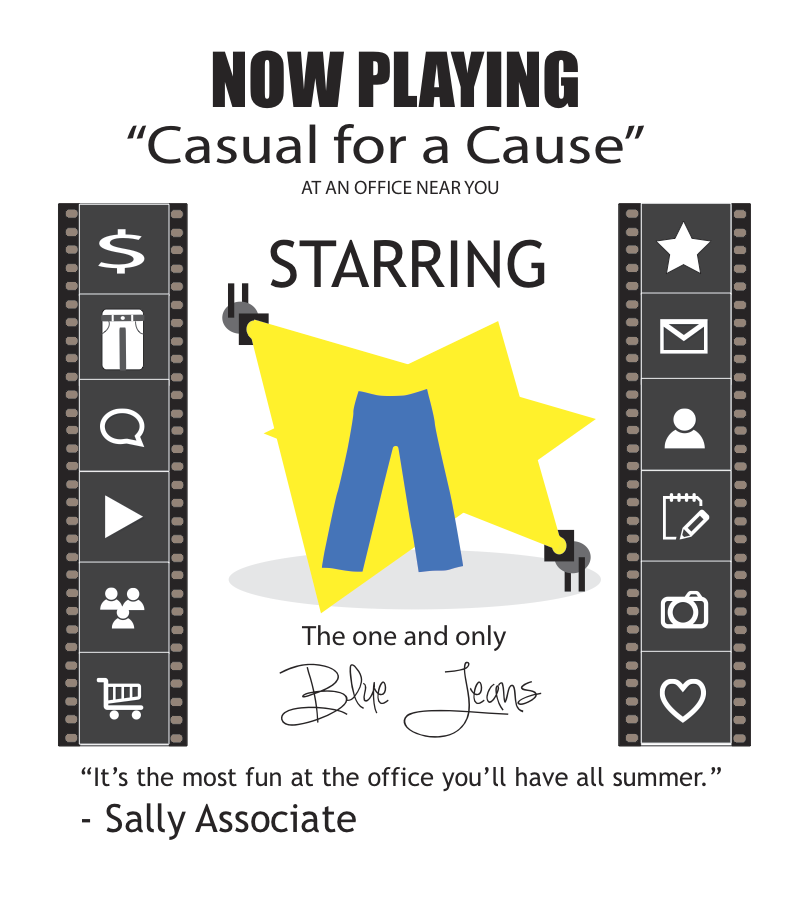 NOW PLAYING
“Casual for a Cause”
AT AN OFFICE NEAR YOU
STARRING
The one and only
Blue Jeans
“It’s the most fun at the office you’ll have all summer.”
- Sally Associate